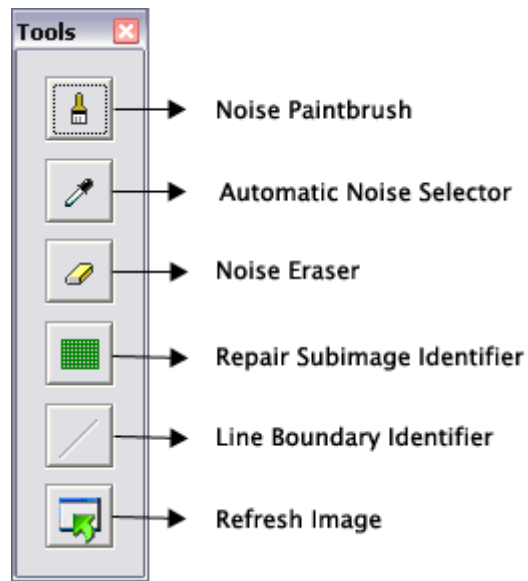 Tools
Noise Paintbrush
Automatic Noise Selector
Noise Eraser
Repair Subimage Identifier
Line Boundary Identifier
Refresh Image